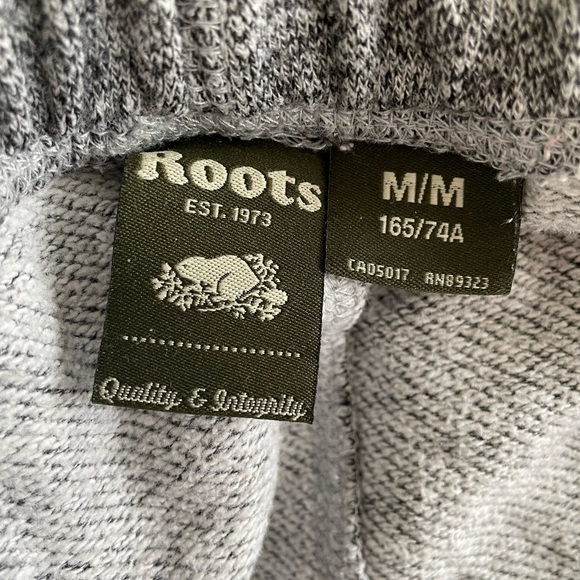 Roots
EST. 1973
Quality & Integrity
M/M
165/74A
CA05017 RN89323